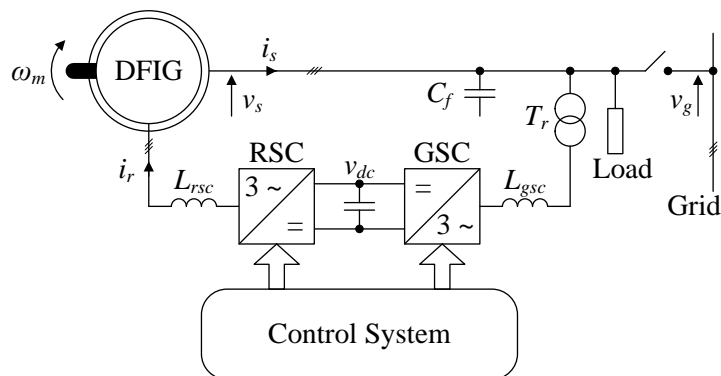 DFIG
ω_m
i_s
v_s
C_f
T_r
v_g
Load
Grid
i_r
L_rsc
RSC
3 ~
=
v_dc
GSC
=
3 ~
L_gsc
Control System